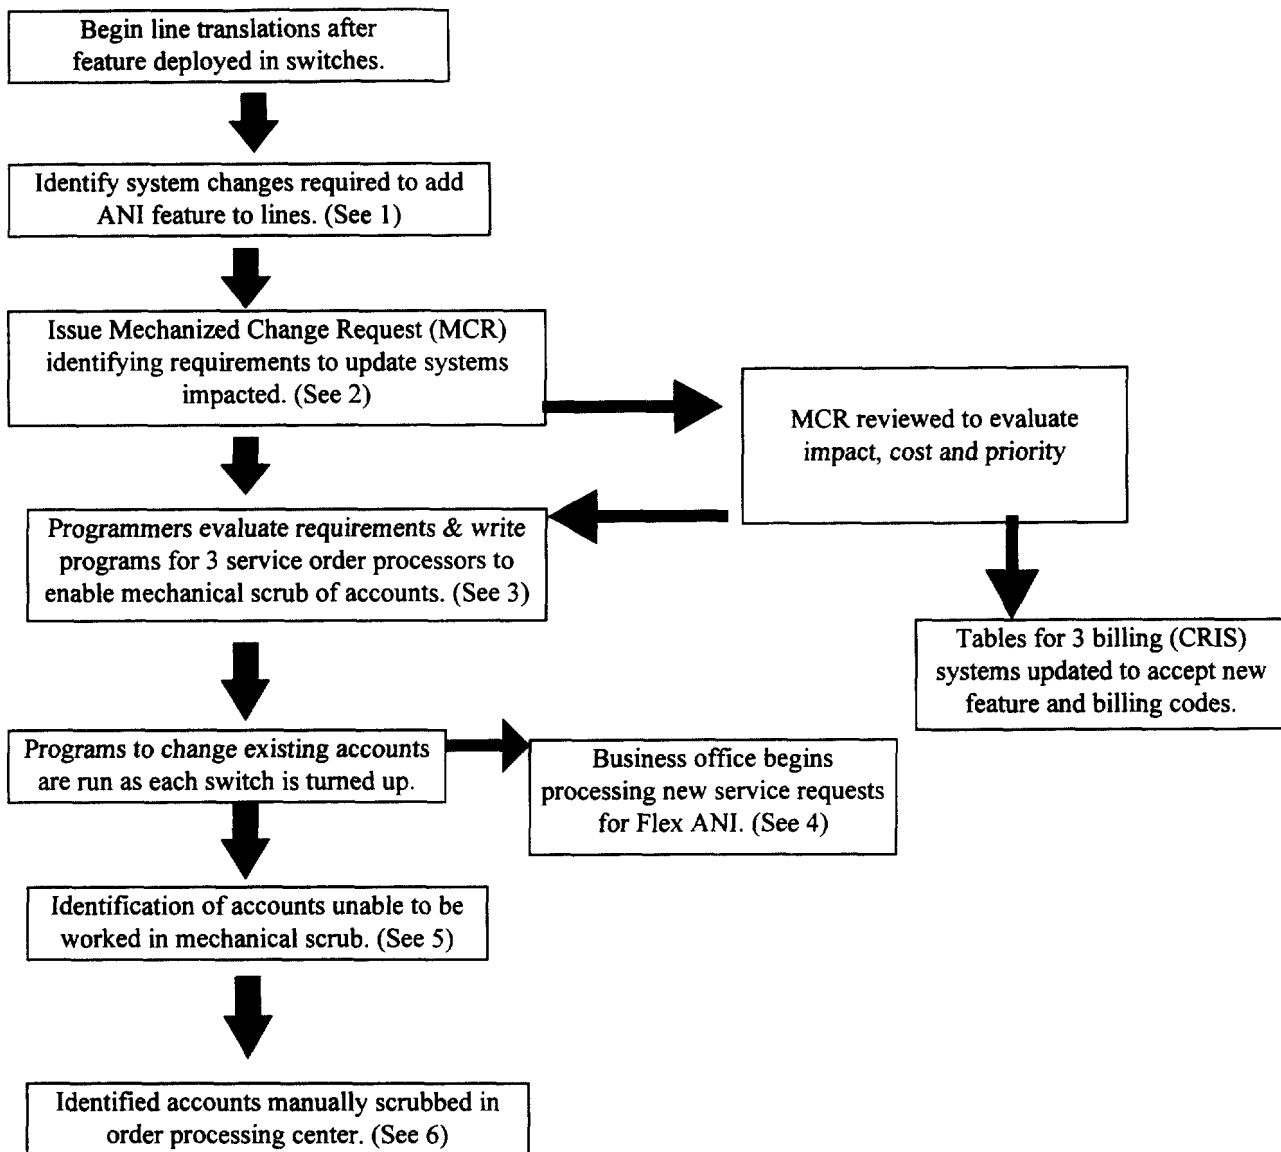 Begin line translations after
feature deployed in switches.
Identify system changes required to add
ANI feature to lines. (See 1)
Issue Mechanized Change Request (MCR)
identifying requirements to update systems
impacted. (See 2)
MCR reviewed to evaluate
impact, cost and priority
Programmers evaluate requirements & write
programs for 3 service order processors to
enable mechanical scrub of accounts. (See 3)
Tables for 3 billing (CRIS)
systems updated to accept new
feature and billing codes.
Programs to change existing accounts
are run as each switch is turned up.
Business office begins
processing new service requests
for Flex ANI. (See 4)
Identification of accounts unable to be
worked in mechanical scrub. (See 5)
Identified accounts manually scrubbed in
order processing center. (See 6)